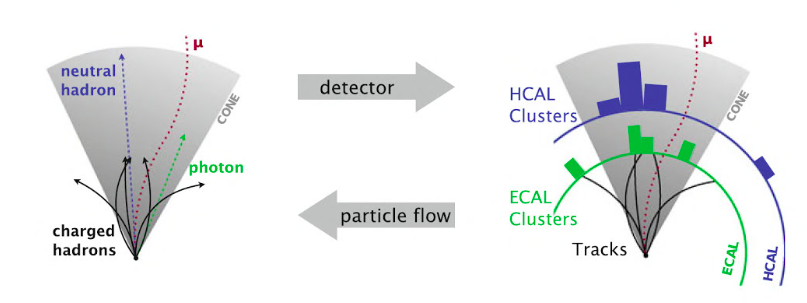 μ
neutral
hadron
CONE
photon
charged
hadrons
detector
particle flow
μ
HCAL
Clusters
CONE
ECAL
Clusters
Tracks
ECAL
HCAL